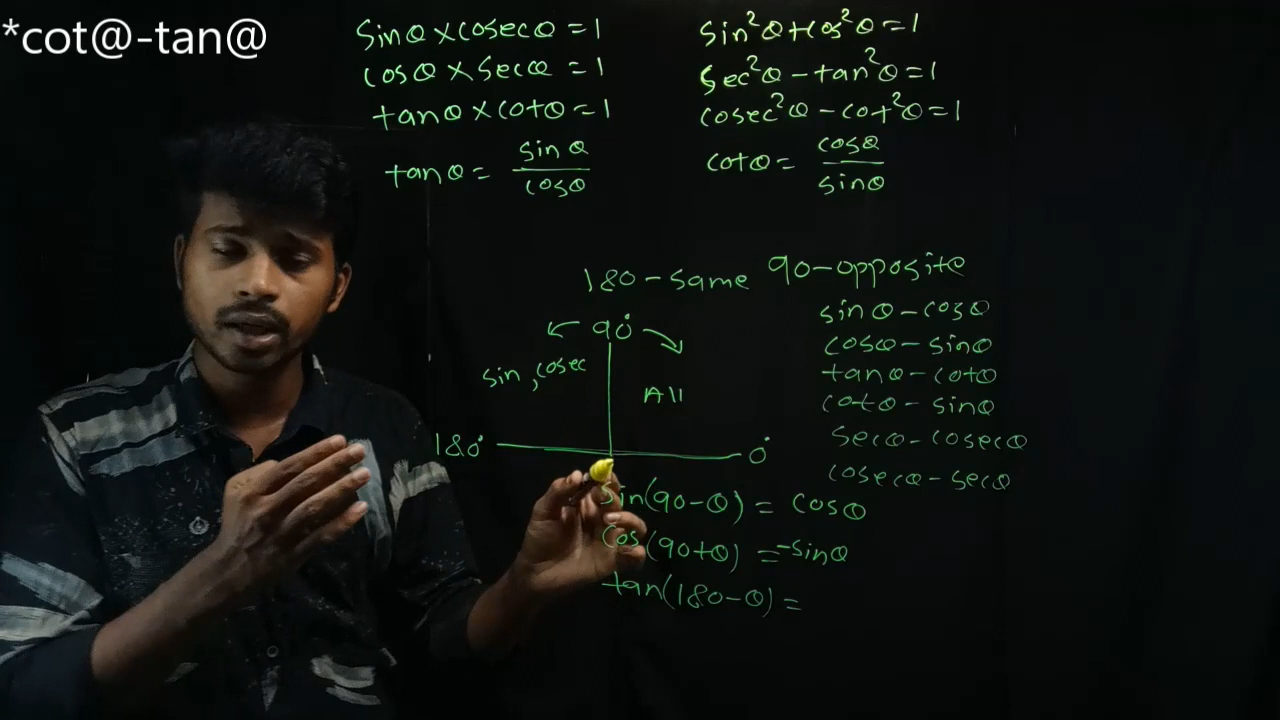 *cot@-tan@
sinθ×cosecθ=1
cosθ×secθ=1
tanθ×cotθ=1
tanθ= sinθ/cosθ
sin²θ+cos²θ=1
sec²θ-tan²θ=1
cosec²θ-cot²θ=1
cotθ= cosθ/sinθ
180-same 90-opposite
sinθ-cosθ
cosθ-sinθ
tanθ-cotθ
cotθ-sinθ
secθ-cosecθ
cosecθ-secθ
← 90° →
sin,cosec
All
180°
0°
sin(90-θ)=cosθ
cos(90+θ)=-sinθ
tan(180-θ)=